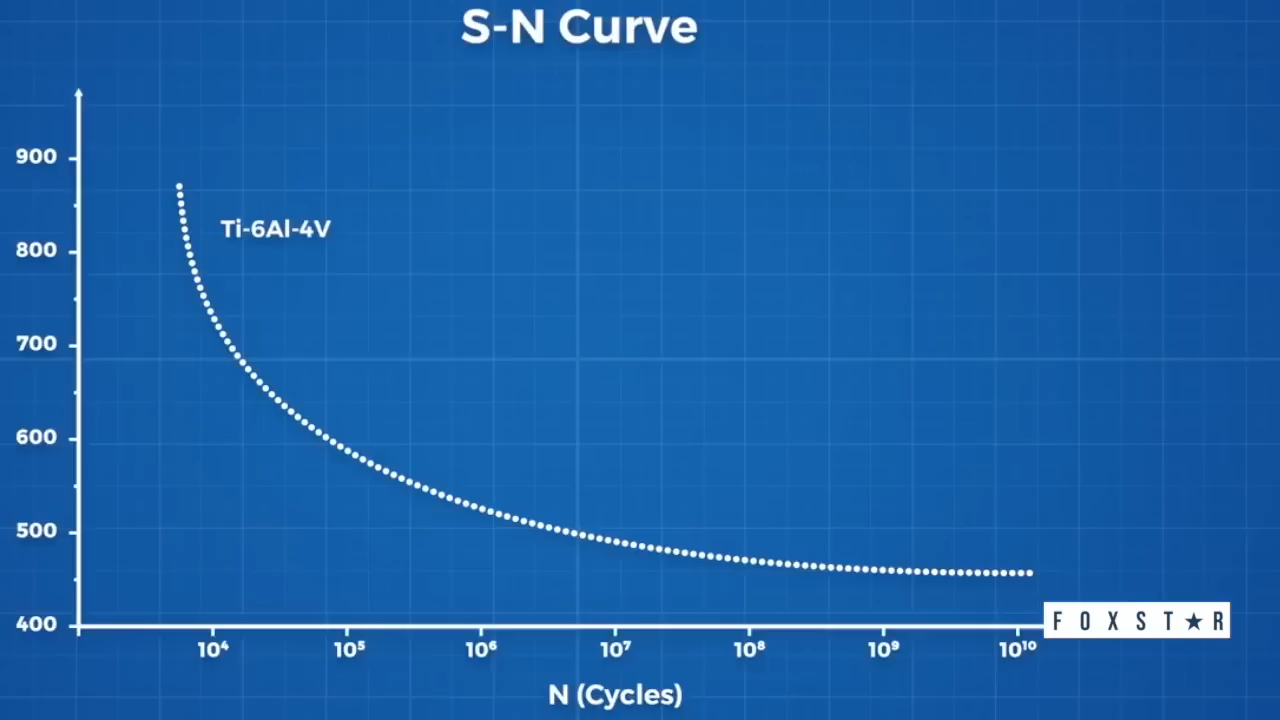 S-N Curve
900
Ti-6Al-4V
800
700
600
500
400
10⁴ 10⁵ 10⁶ 10⁷ 10⁸ 10⁹ 10¹⁰
FOXST★R
N (Cycles)